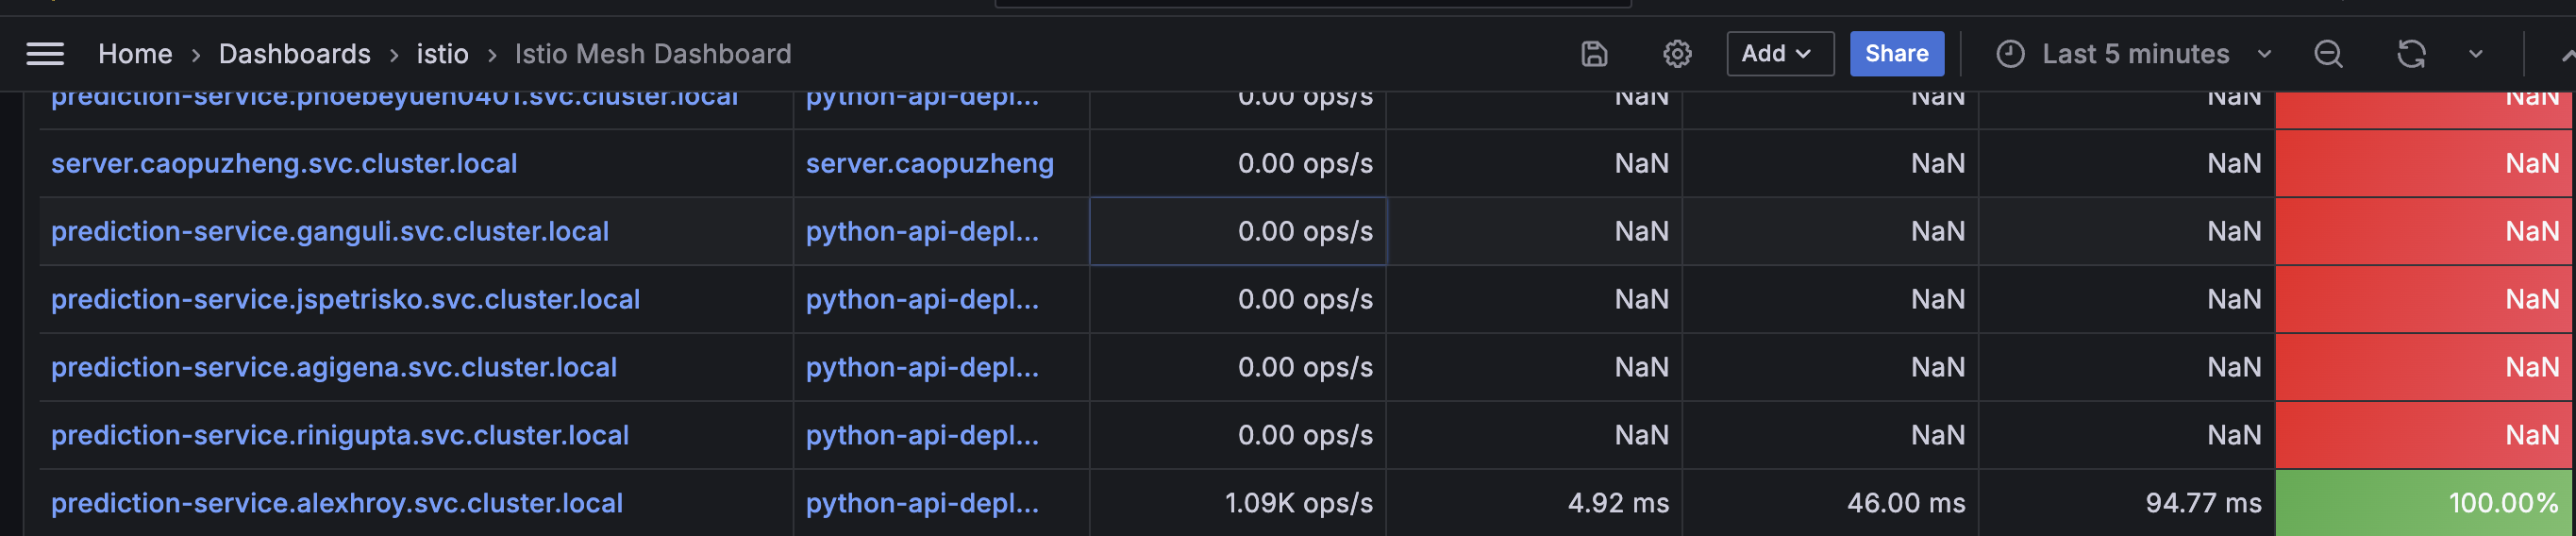 Home › Dashboards › istio › Istio Mesh Dashboard Add Share Last 5 minutes
prediction-service.phoebeyuen0401.svc.cluster.local python-api-depl... 0.00 ops/s NaN NaN NaN NaN
server.caopuzheng.svc.cluster.local server.caopuzheng 0.00 ops/s NaN NaN NaN NaN
prediction-service.ganguli.svc.cluster.local python-api-depl... 0.00 ops/s NaN NaN NaN NaN
prediction-service.jspetrisko.svc.cluster.local python-api-depl... 0.00 ops/s NaN NaN NaN NaN
prediction-service.agigena.svc.cluster.local python-api-depl... 0.00 ops/s NaN NaN NaN NaN
prediction-service.rinigupta.svc.cluster.local python-api-depl... 0.00 ops/s NaN NaN NaN NaN
prediction-service.alexhroy.svc.cluster.local python-api-depl... 1.09K ops/s 4.92 ms 46.00 ms 94.77 ms 100.00%